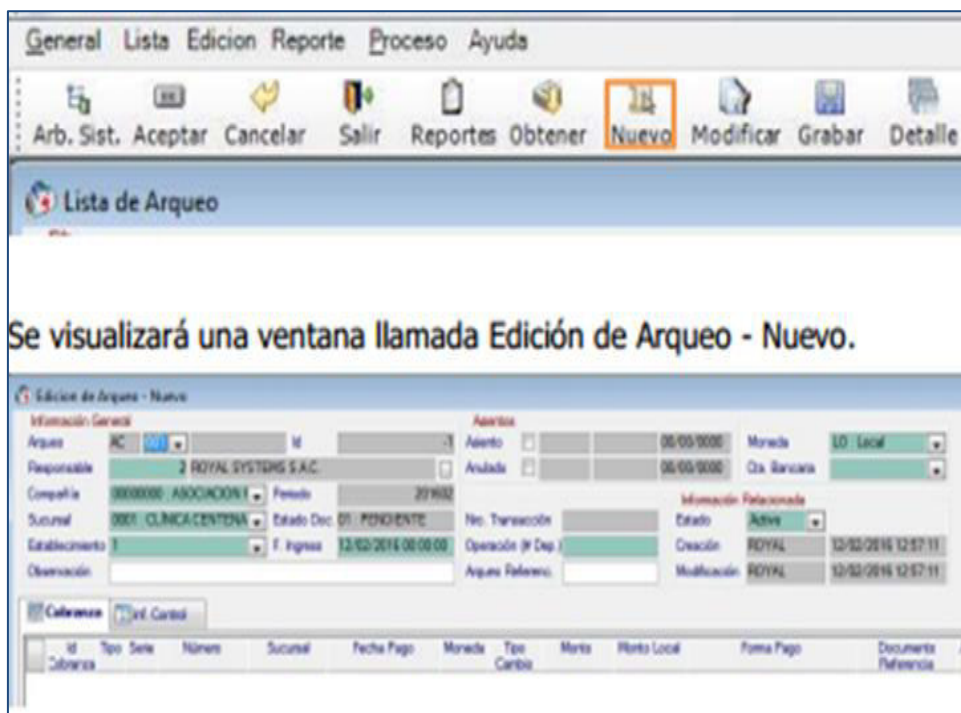 General Lista Edicion Reporte Proceso Ayuda
Arb. Sist. Aceptar Cancelar Salir Reportes Obtener Nuevo Modificar Grabar Detalle
Lista de Arqueo
Se visualizará una ventana llamada Edición de Arqueo - Nuevo.
Edicion de Arqueo - Nuevo
Información General Asientos
Arqueo AC 001 Id -1 Asiento 00/00/0000 Moneda LO Local
Responsable 2 ROYAL SYSTEMS S.A.C. Anulado 00/00/0000 Cta. Bancaria
Compañía 00000000 ASOCIACION Periodo 201602 Información Relacionada
Sucursal 0001 CLÍNICA CENTENA Estado Doc. 01 PENDIENTE Nro. Transacción Estado Activo
Establecimiento 1 F. Ingreso 12/02/2016 00:00:00 Operación (# Dep.) Creación ROYAL 12/02/2016 12:57:11
Observación Arqueo Referenc. Modificación ROYAL 12/02/2016 12:57:11
Cobranza Inf. Control
Id Cobranza Tipo Serie Número Sucursal Fecha Pago Moneda Tipo Cambio Monto Monto Local Forma Pago Documento Referencia